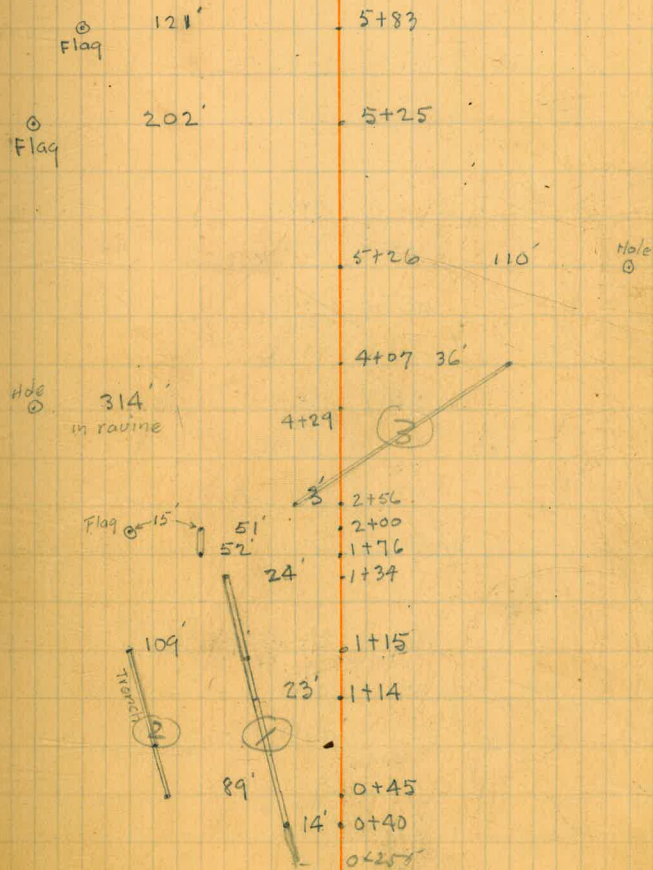 121' 5+83
Flag
202' 5+25
Flag
5+26 110' Hole
4+07 36'
Hole 314'
in ravine
4+29
3
3' 2+56
Flag 15' 51' 2+00
52' 1+76
24' 1+34
109' 1+15
Trench
23' 1+14
2 1
89' 0+45
14' 0+40